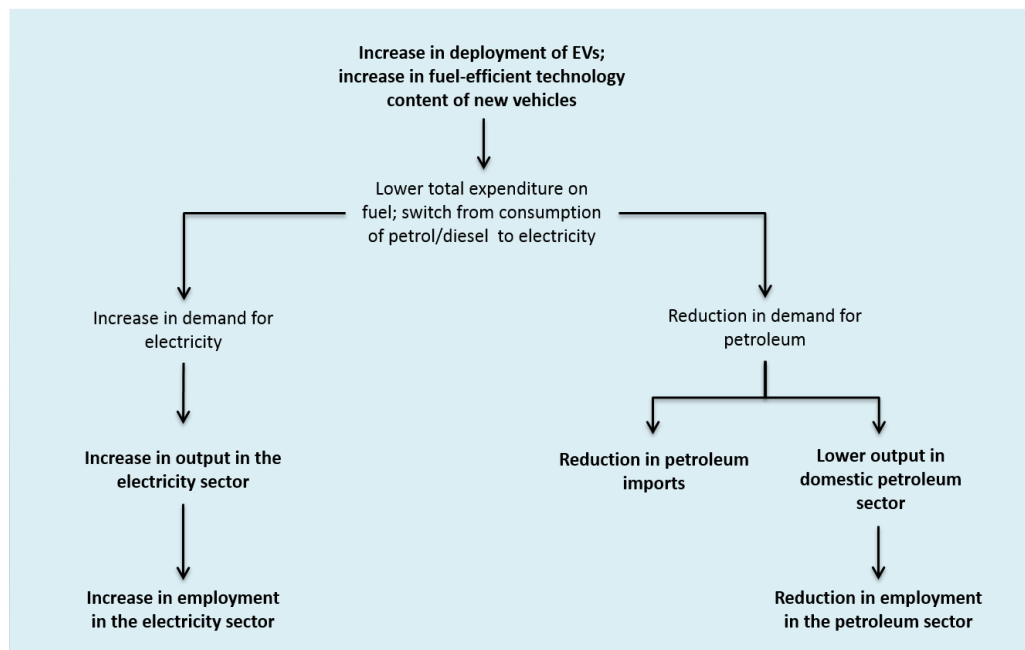 Increase in deployment of EVs;
increase in fuel-efficient technology
content of new vehicles
Lower total expenditure on
fuel; switch from consumption
of petrol/diesel to electricity
Increase in demand for
electricity
Reduction in demand for
petroleum
Increase in output in the
electricity sector
Reduction in petroleum
imports
Lower output in
domestic petroleum
sector
Increase in employment
in the electricity sector
Reduction in employment
in the petroleum sector